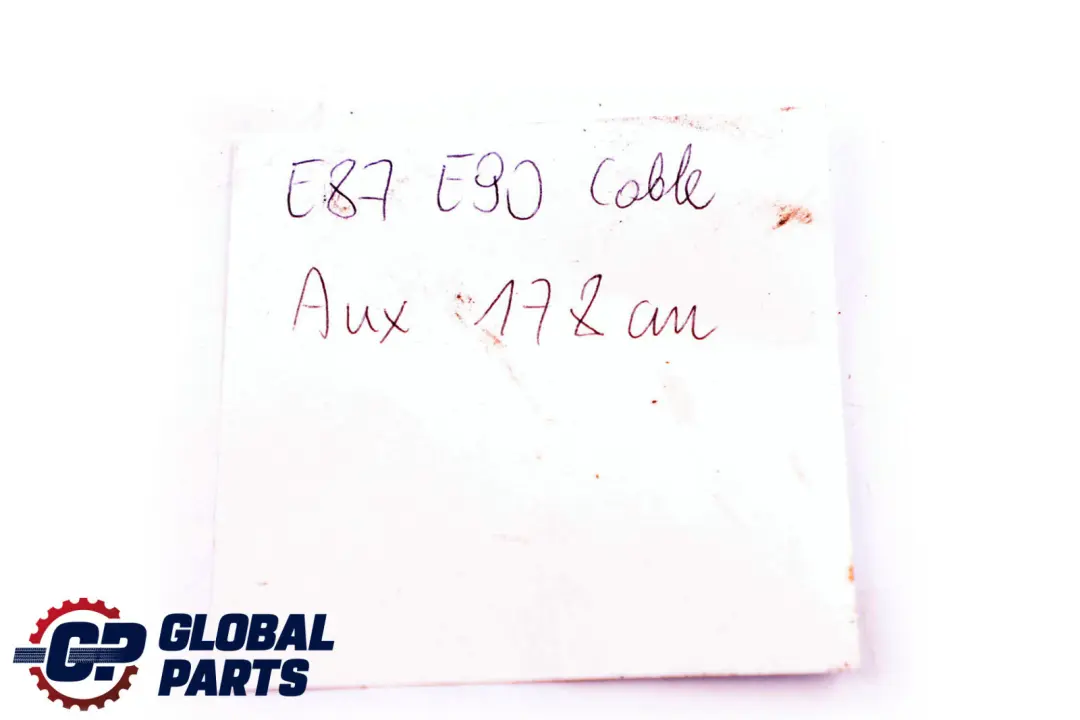 E87 E90 Cable
Aux 178 cm
GLOBAL
PARTS